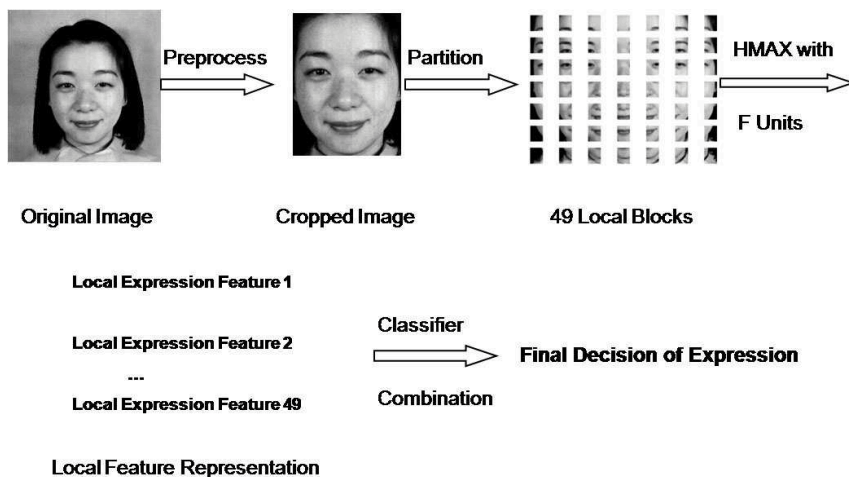 Preprocess
Partition
HMAX with
F Units
Original Image
Cropped Image
49 Local Blocks
Local Expression Feature 1
Local Expression Feature 2
...
Local Expression Feature 49
Classifier
Combination
Final Decision of Expression
Local Feature Representation